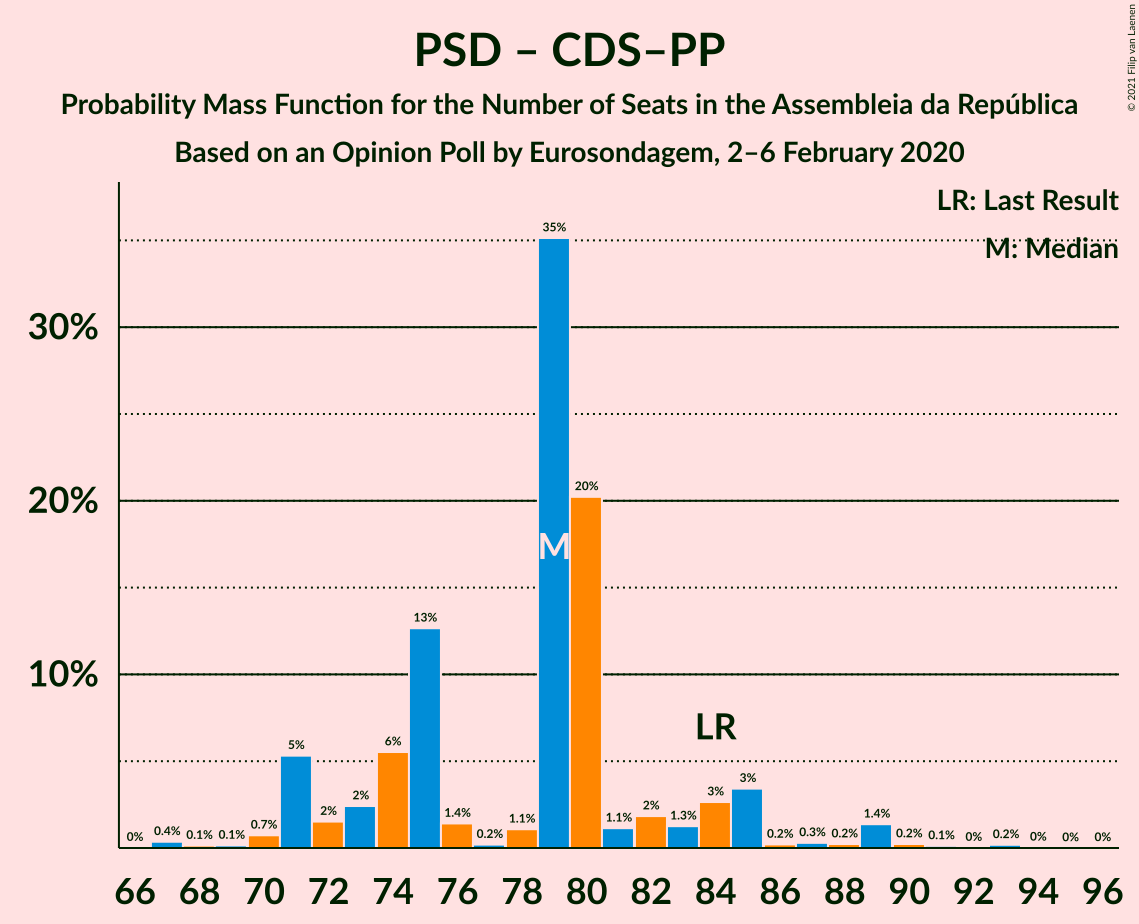 PSD – CDS–PP
Probability Mass Function for the Number of Seats in the Assembleia da República
Based on an Opinion Poll by Eurosondagem, 2–6 February 2020
© 2021 Filip van Laenen
LR: Last Result
M: Median
30%
20%
10%
0% 0.4% 0.1% 0.1% 0.7% 5% 2% 2% 6% 13% 1.4% 0.2% 1.1% 35% 20% 1.1% 2% 1.3% 3% 3% 0.2% 0.3% 0.2% 1.4% 0.2% 0.1% 0% 0.2% 0% 0% 0%
M
LR
66 68 70 72 74 76 78 80 82 84 86 88 90 92 94 96